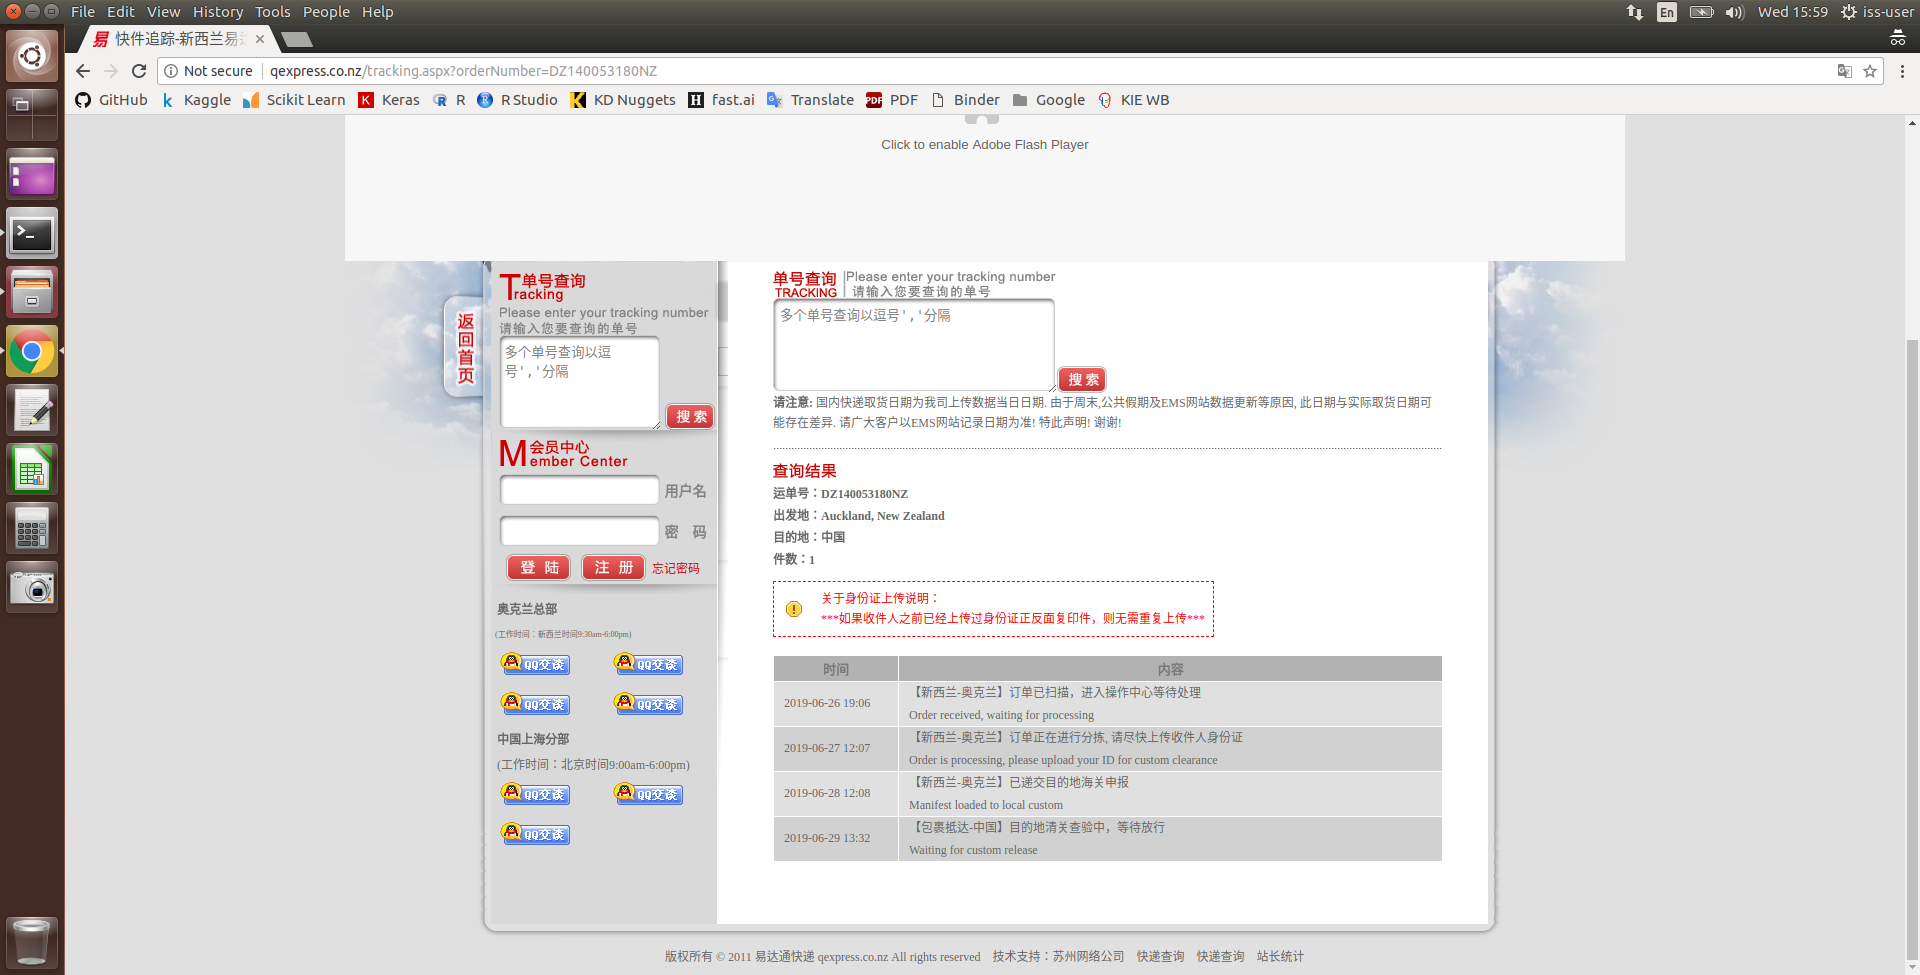 File Edit View History Tools People Help
En
Wed 15:59
iss-user
易 快件追踪-新西兰易
Not secure
qexpress.co.nz/tracking.aspx?orderNumber=DZ140053180NZ
GitHub
Kaggle
Scikit Learn
Keras
R
R Studio
KD Nuggets
fast.ai
Translate
PDF PDF
Binder
Google
KIE WB
Click to enable Adobe Flash Player
返回首页
单号查询
Tracking
Please enter your tracking number
请输入您要查询的单号
多个单号查询以逗
号','分隔
搜 索
会员中心
Member Center
用户名
密 码
登 陆
注 册
忘记密码
奥克兰总部
(工作时间：新西兰时间9:30am-6:00pm)
QQ交谈 QQ交谈
QQ交谈 QQ交谈
中国上海分部
(工作时间：北京时间9:00am-6:00pm)
QQ交谈 QQ交谈
QQ交谈
单号查询 Please enter your tracking number
TRACKING 请输入您要查询的单号
多个单号查询以逗号','分隔
搜 索
请注意: 国内快递取货日期为我司上传数据当日日期. 由于周末,公共假期及EMS网站数据更新等原因, 此日期与实际取货日期可
能存在差异. 请广大客户以EMS网站记录日期为准! 特此声明! 谢谢!
查询结果
运单号：DZ140053180NZ
出发地：Auckland, New Zealand
目的地：中国
件数：1
关于身份证上传说明：
***如果收件人之前已经上传过身份证正反面复印件，则无需重复上传***
时间 内容
2019-06-26 19:06 【新西兰-奥克兰】订单已扫描，进入操作中心等待处理
Order received, waiting for processing
2019-06-27 12:07 【新西兰-奥克兰】订单正在进行分拣, 请尽快上传收件人身份证
Order is processing, please upload your ID for custom clearance
2019-06-28 12:08 【新西兰-奥克兰】已递交目的地海关申报
Manifest loaded to local custom
2019-06-29 13:32 【包裹抵达-中国】目的地清关查验中，等待放行
Waiting for custom release
版权所有 © 2011 易达通快递 qexpress.co.nz All rights reserved 技术支持：苏州网络公司 快递查询 快递查询 站长统计